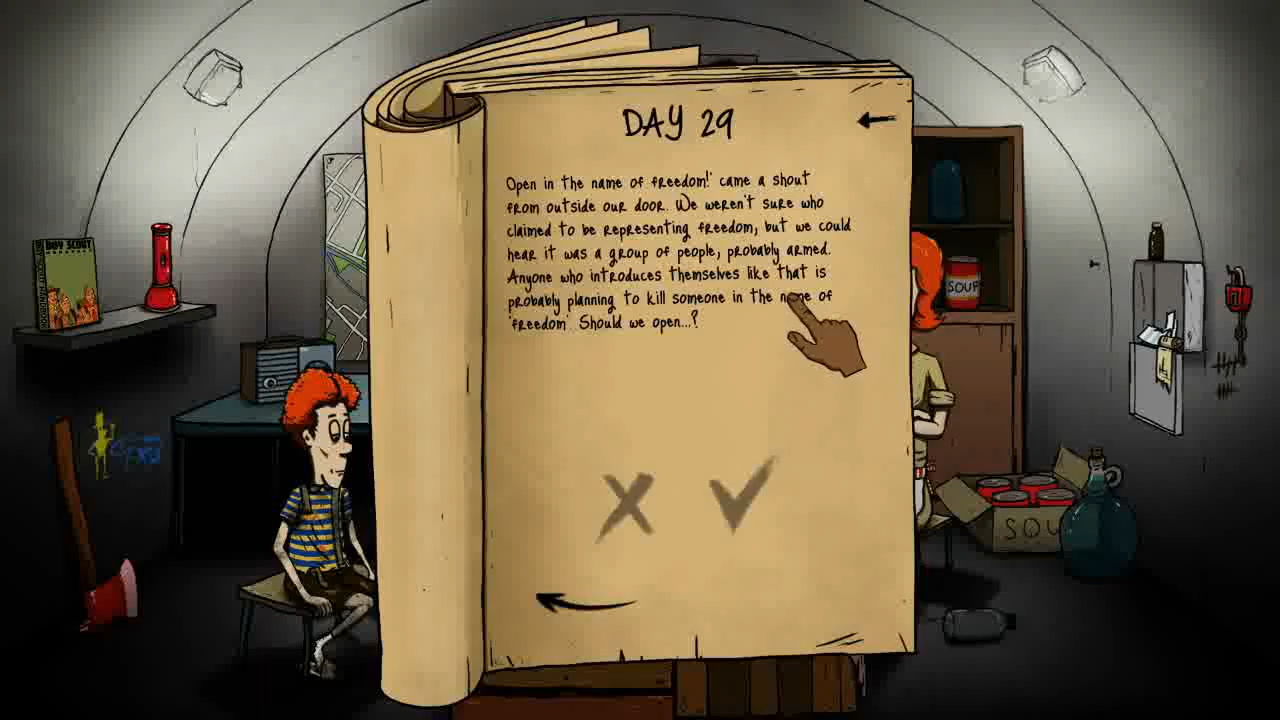 DAY 29
Open in the name of freedom!' came a shout
from outside our door. We weren't sure who
claimed to be representing freedom, but we could
hear it was a group of people, probably armed.
Anyone who introduces themselves like that is
probably planning to kill someone in the name of
'freedom'. Should we open...?
BOY SCOUT
HANDBOOK
SOUP
SOU